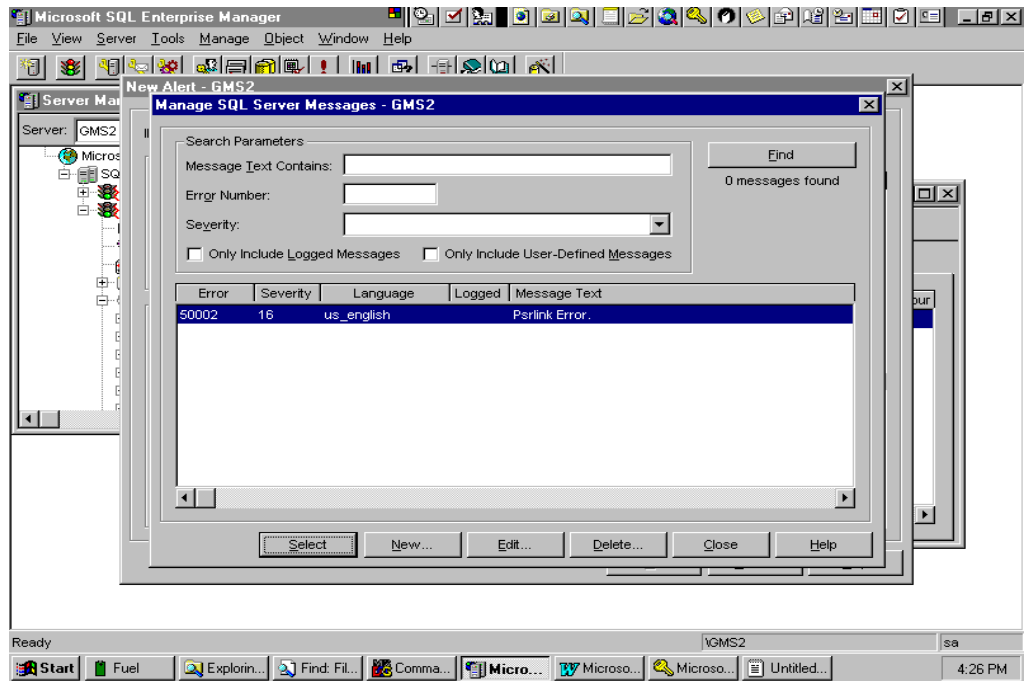 Microsoft SQL Enterprise Manager
File View Server Tools Manage Object Window Help
New Alert - GMS2
Server Ma
Manage SQL Server Messages - GMS2
Server: GMS2
Search Parameters
Message Text Contains:
Find
0 messages found
Micros
SQ
Error Number:
Severity:
Only Include Logged Messages
Only Include User-Defined Messages
Error Severity Language Logged Message Text
our
50002 16 us_english Psrlink Error.
Select New... Edit... Delete... Close Help
Ready \GMS2 sa
Start Fuel Explorin... Find: Fil... Comma... Micro... Microso... Microso... Untitled... 4:26 PM